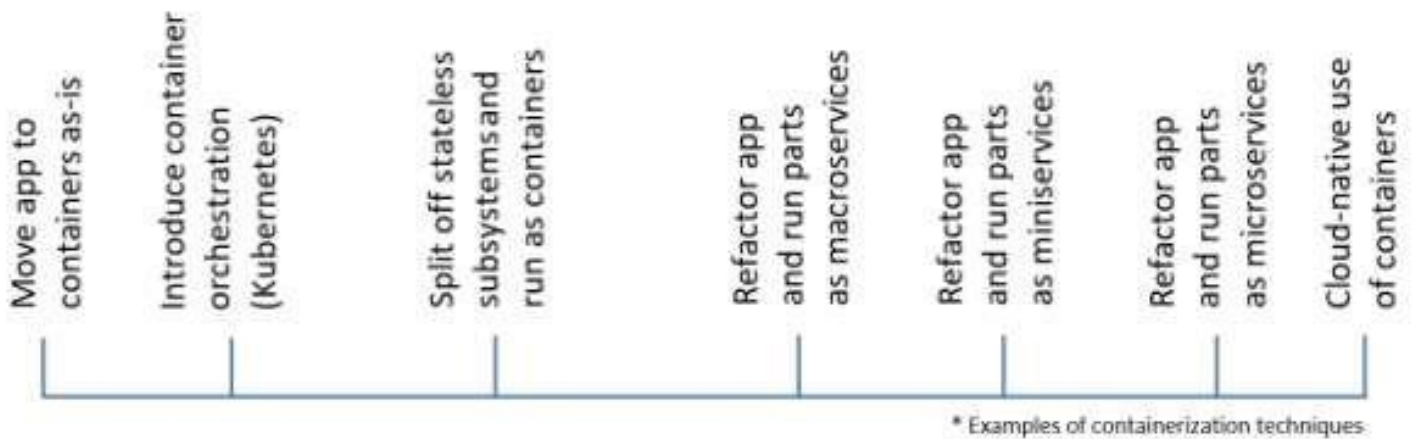 Move app to
containers as-is
Introduce container
orchestration
(Kubernetes)
Split off stateless
subsystems and
run as containers
Refactor app
and run parts
as macroservices
Refactor app
and run parts
as miniservices
Refactor app
and run parts
as microservices
Cloud-native use
of containers
* Examples of containerization techniques